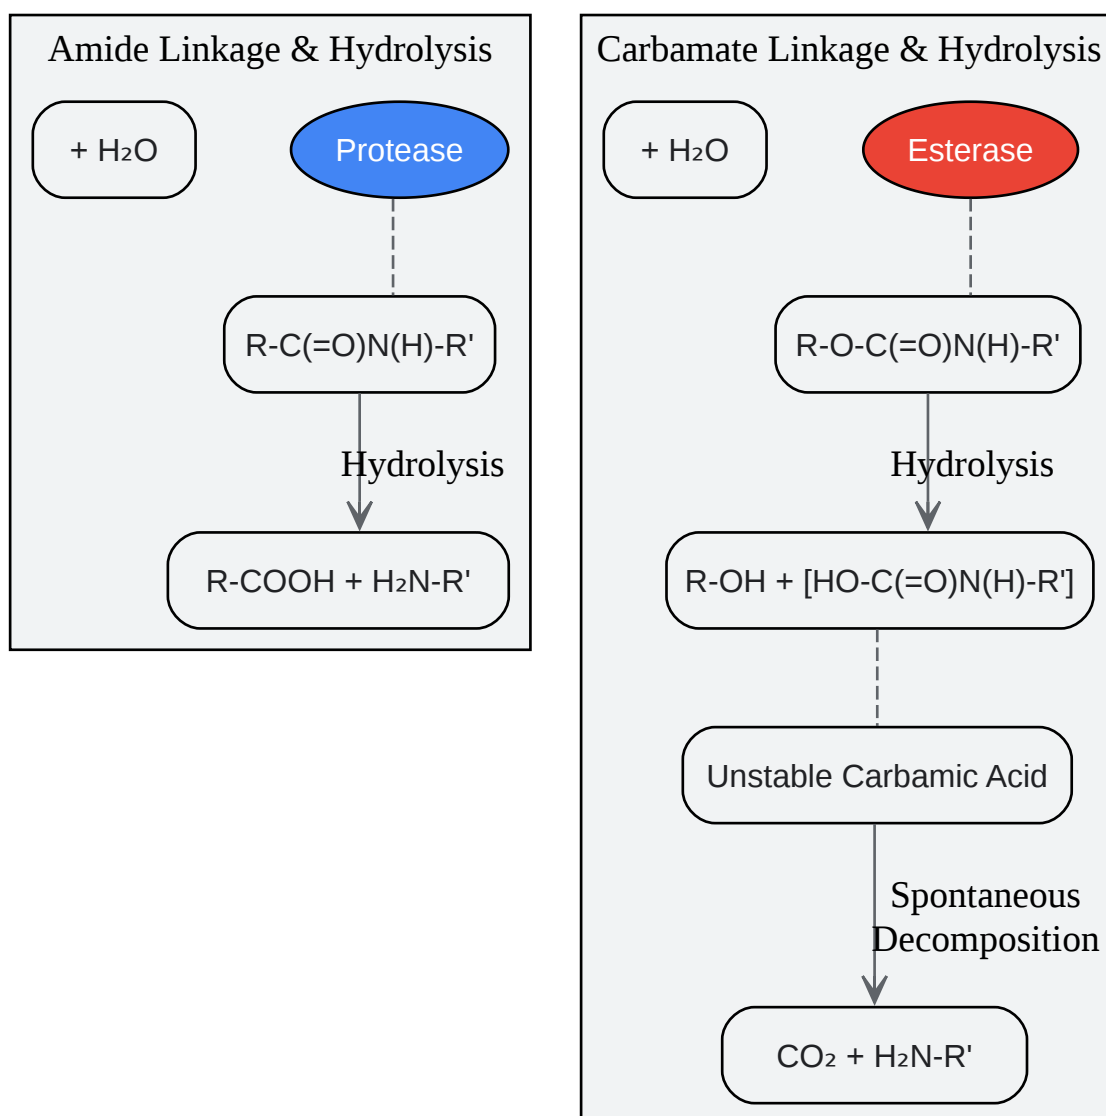 Amide Linkage & Hydrolysis
+ H₂O
Protease
R-C(=O)N(H)-R'
Hydrolysis
R-COOH + H₂N-R'
Carbamate Linkage & Hydrolysis
+ H₂O
Esterase
R-O-C(=O)N(H)-R'
Hydrolysis
R-OH + [HO-C(=O)N(H)-R']
Unstable Carbamic Acid
Spontaneous
Decomposition
CO₂ + H₂N-R'